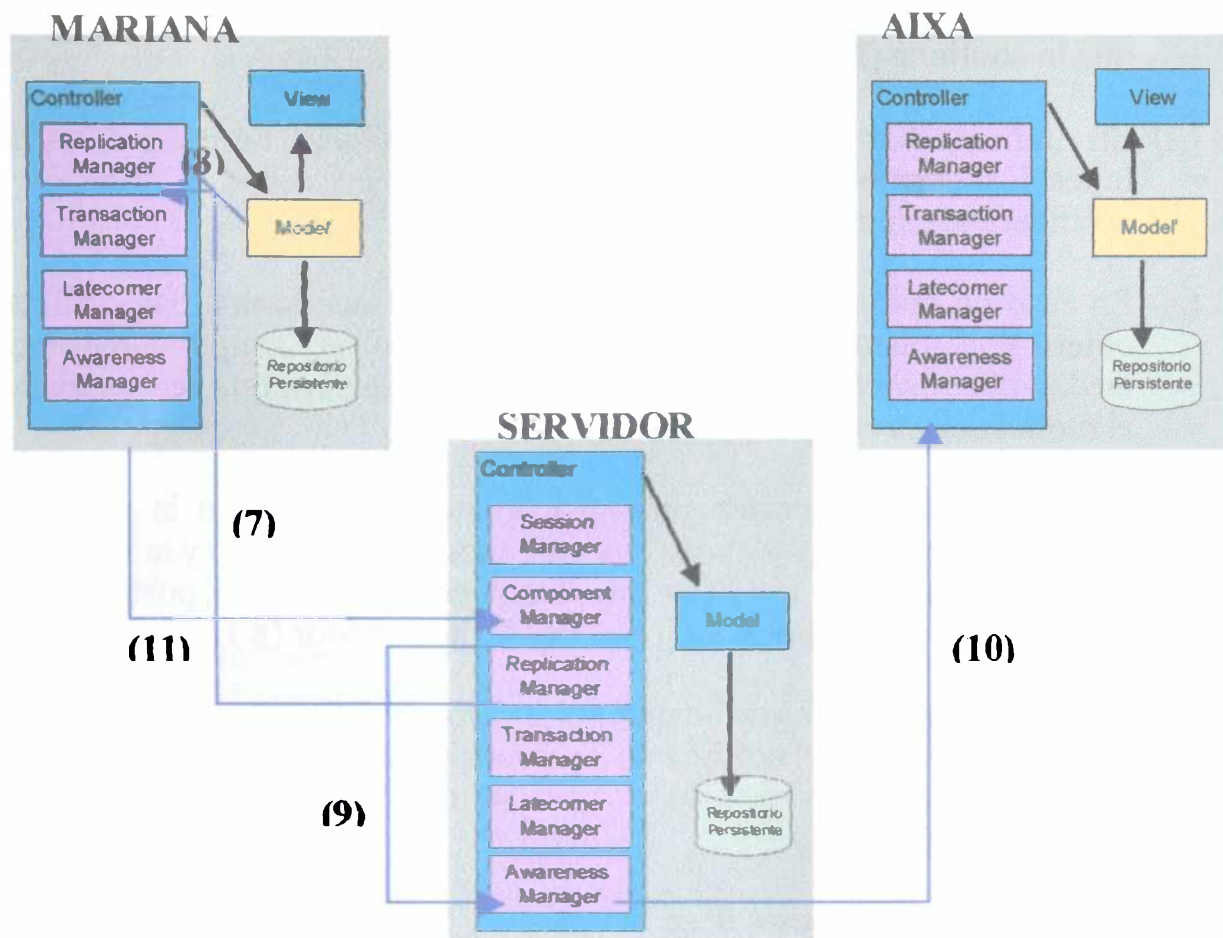 MARIANA
Controller
View
Replication
Manager
(8)
Transaction
Manager
Model'
Latecomer
Manager
Awareness
Manager
Repositorio
Persistente
AIXA
Controller
View
Replication
Manager
Transaction
Manager
Model'
Latecomer
Manager
Awareness
Manager
Repositorio
Persistente
SERVIDOR
Controller
(7)
Session
Manager
Component
Manager
Model
(11)
(10)
Replication
Manager
Transaction
Manager
(9)
Latecomer
Manager
Repositorio
Persistente
Awareness
Manager